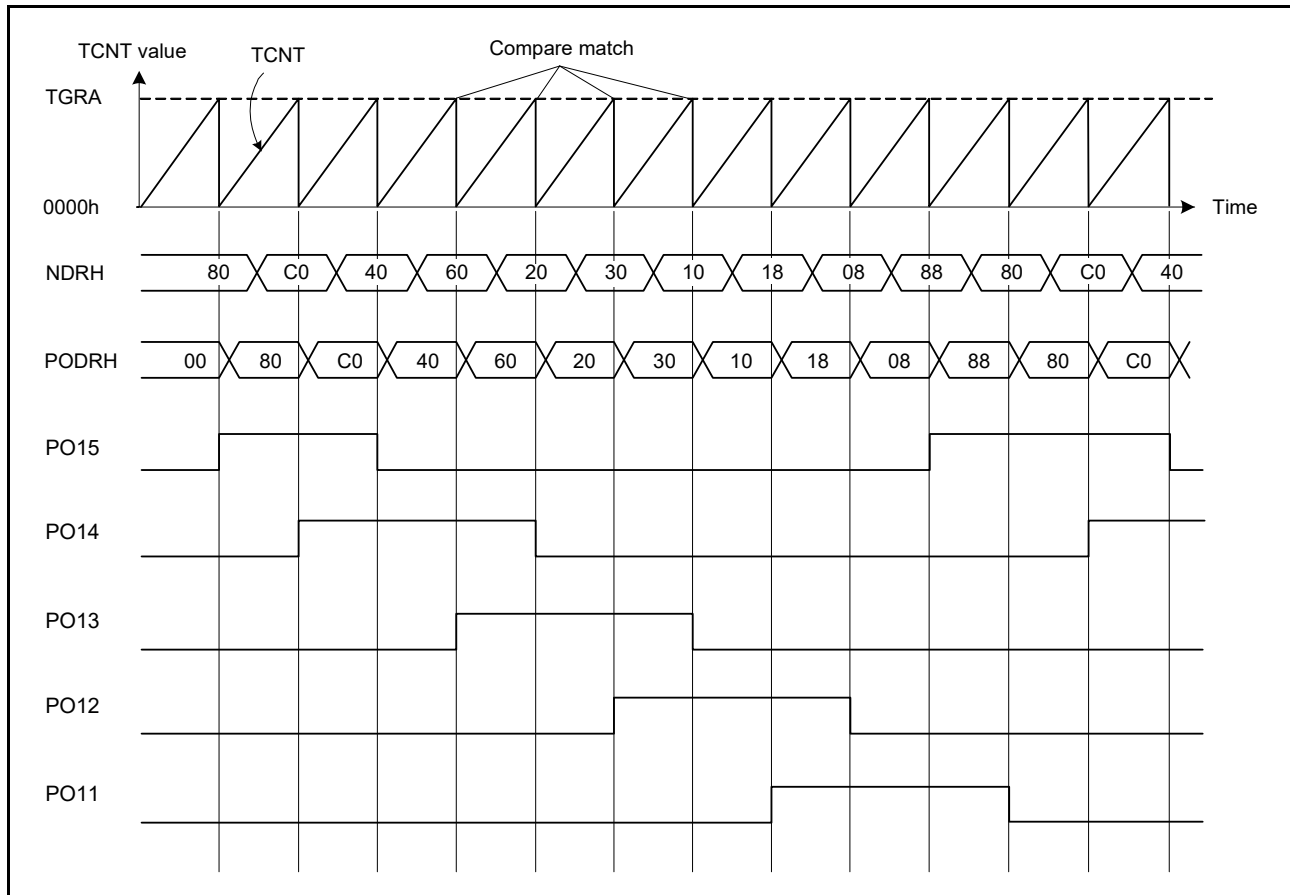 TCNT value TCNT Compare match
TGRA
0000h Time
NDRH 80 C0 40 60 20 30 10 18 08 88 80 C0 40
PODRH 00 80 C0 40 60 20 30 10 18 08 88 80 C0
PO15
PO14
PO13
PO12
PO11